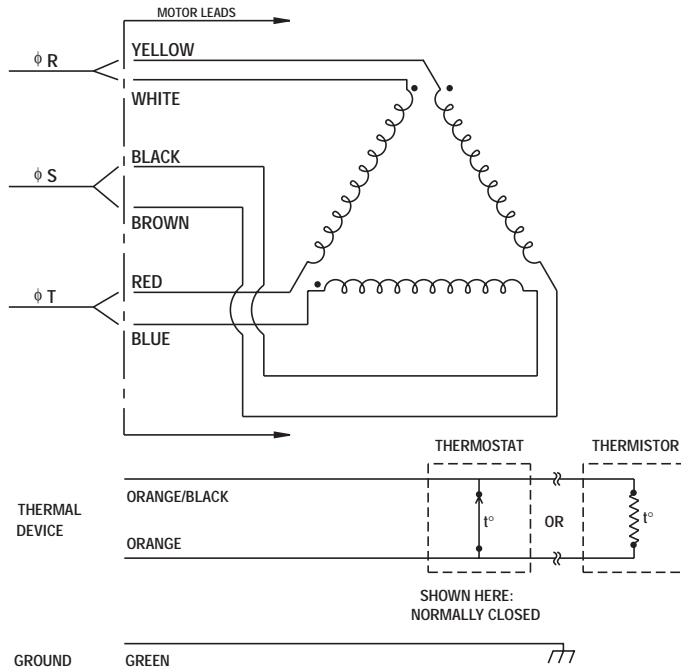 MOTOR LEADS
ϕ R
YELLOW
WHITE
ϕ S
BLACK
BROWN
ϕ T
RED
BLUE
THERMOSTAT
THERMISTOR
THERMAL
DEVICE
ORANGE/BLACK
t°
OR
t°
ORANGE
SHOWN HERE:
NORMALLY CLOSED
GROUND
GREEN